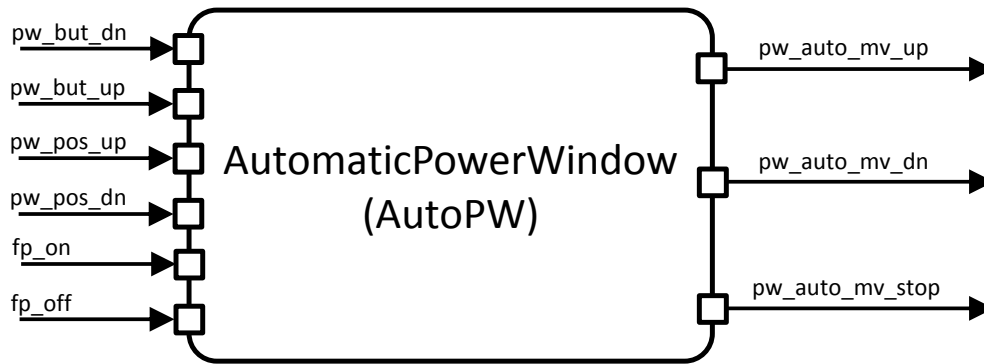 pw_but_dn
pw_but_up
pw_pos_up
pw_pos_dn
fp_on
fp_off
AutomaticPowerWindow
(AutoPW)
pw_auto_mv_up
pw_auto_mv_dn
pw_auto_mv_stop